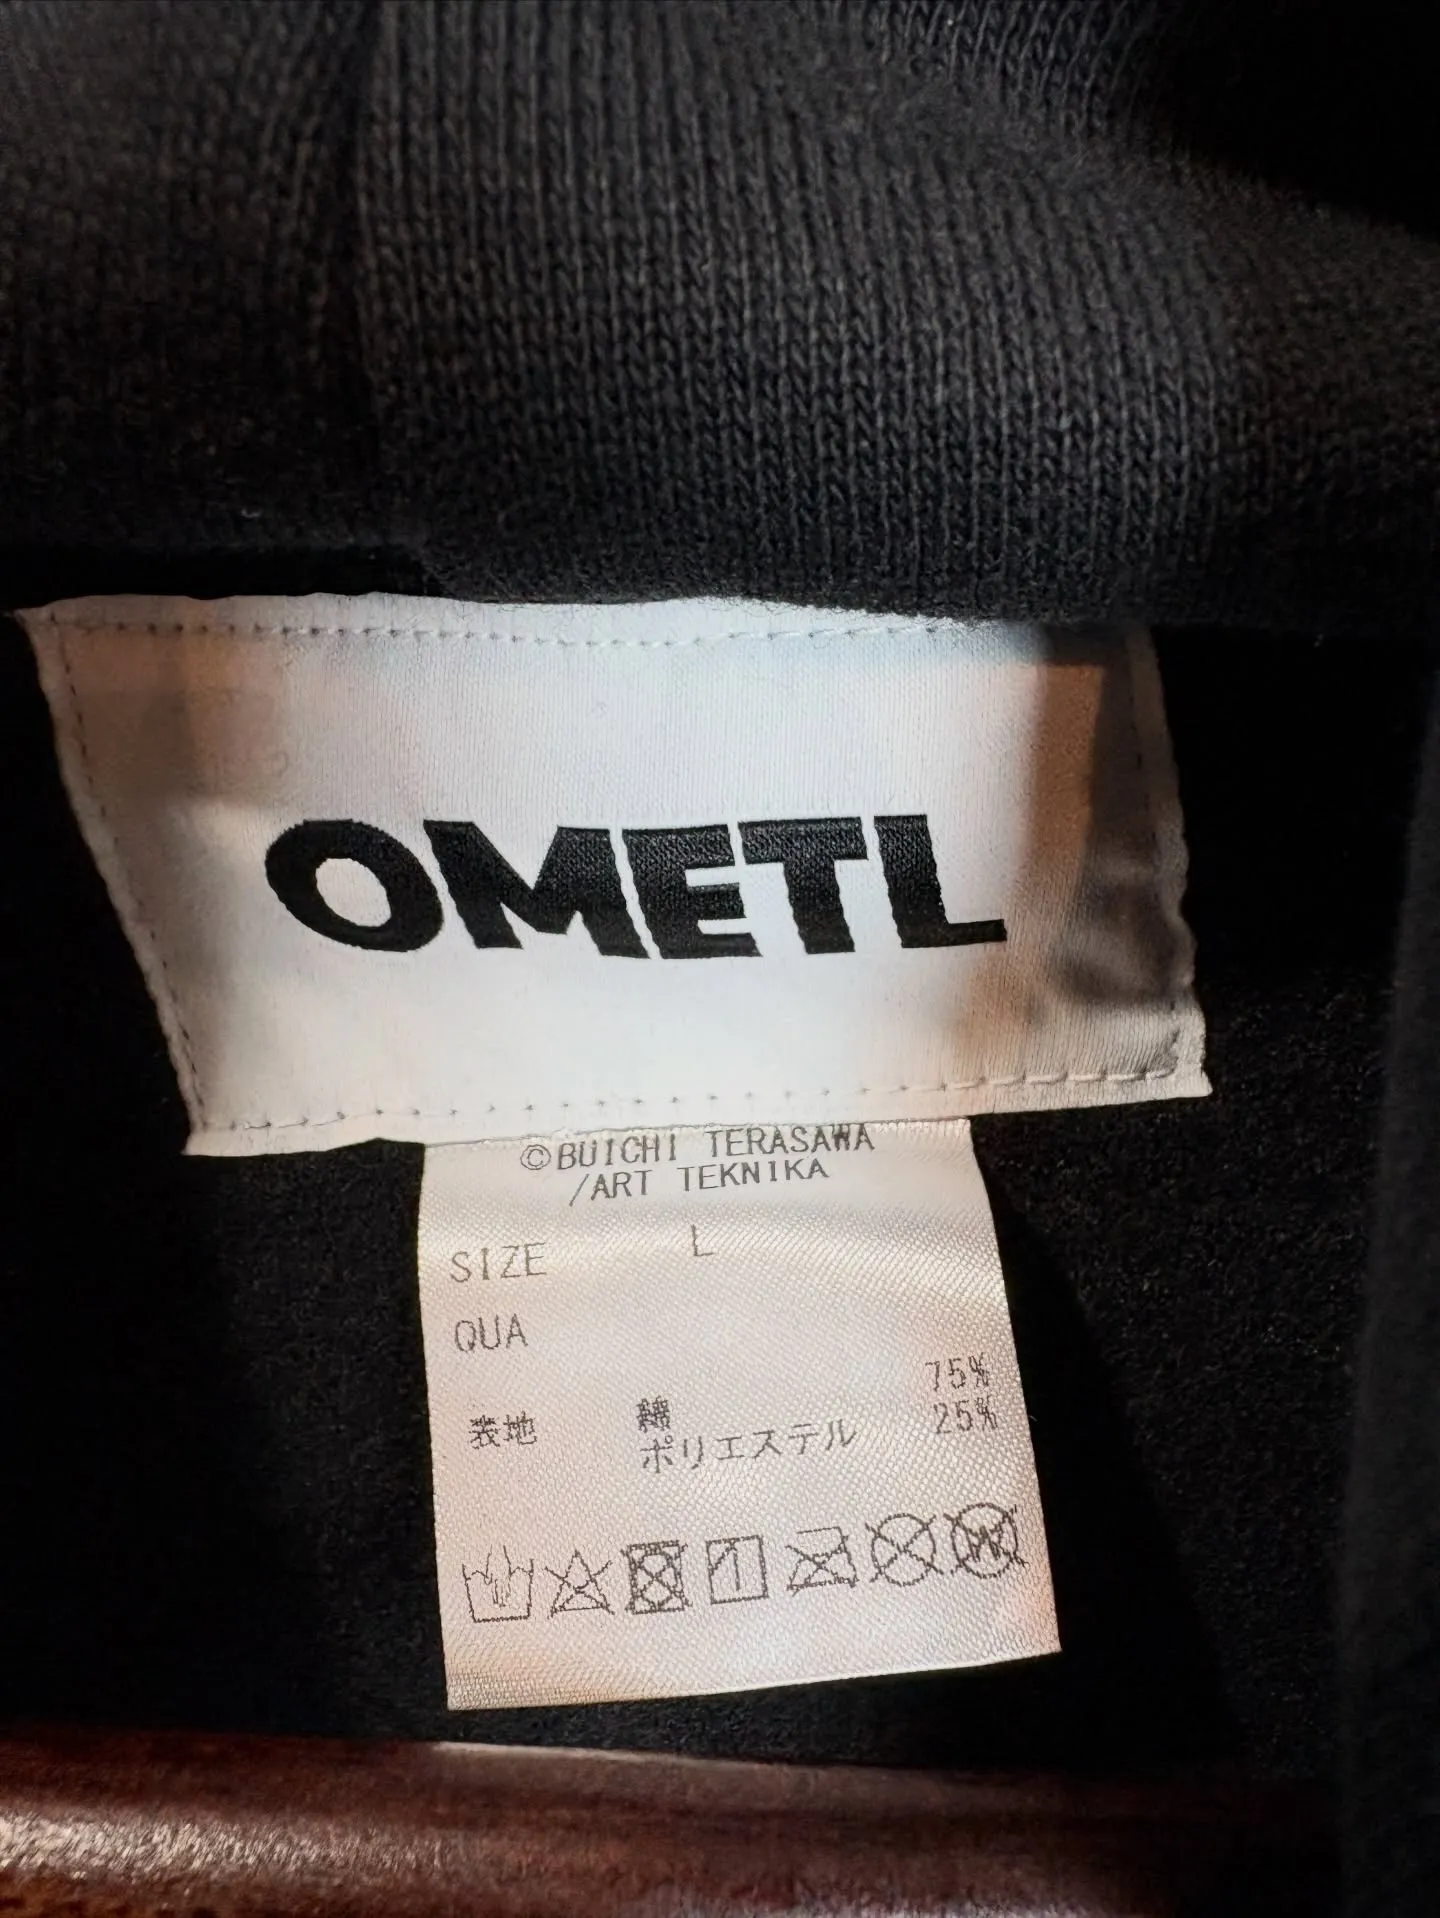 OMETL
©BUICHI TERASAWA
/ART TEKNIKA
SIZE L
QUA
表地 綿 75%
ポリエステル 25%